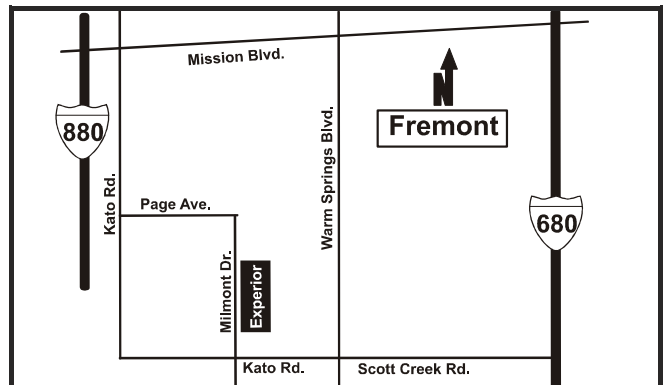 Mission Blvd.
N
Fremont
880
Warm Springs Blvd.
Kato Rd.
Page Ave.
680
Milmont Dr.
Experior
Kato Rd.
Scott Creek Rd.